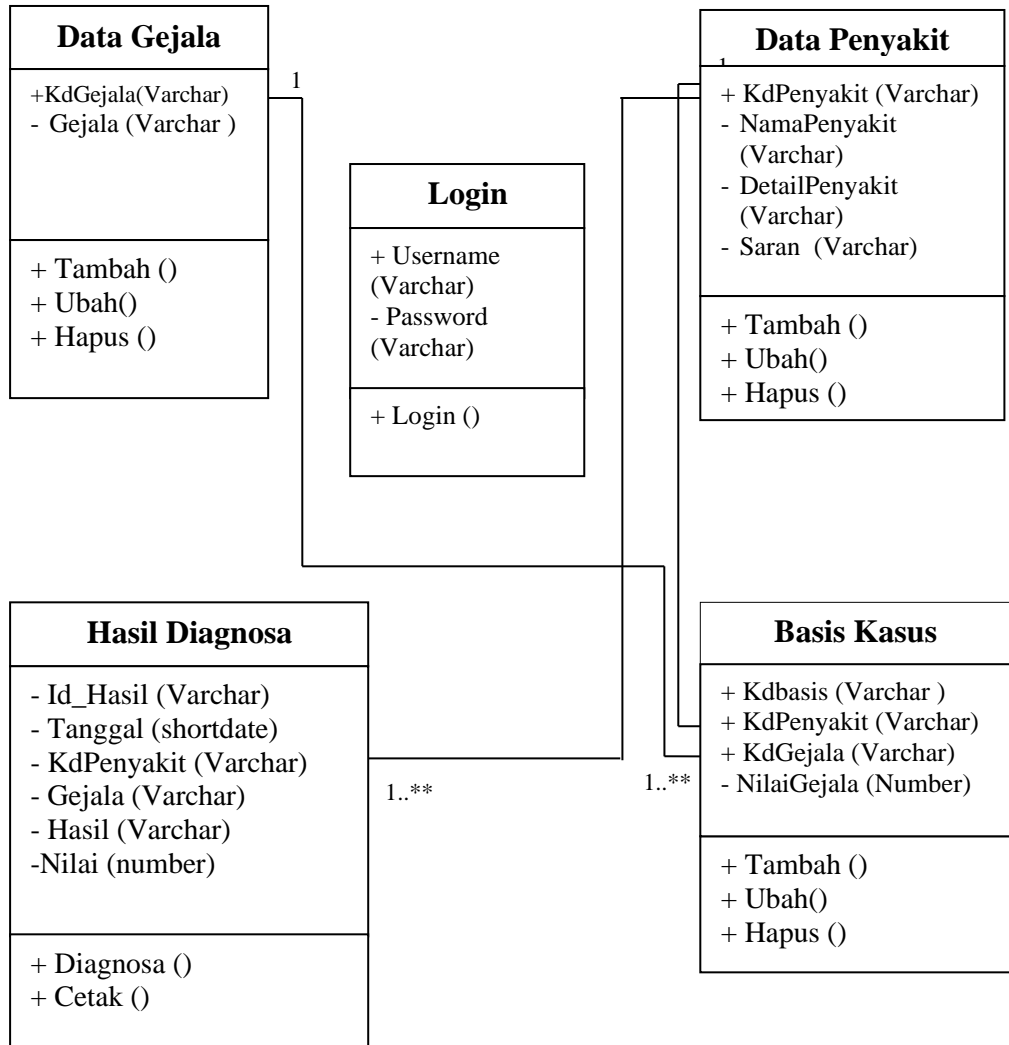 Data Gejala
+KdGejala(Varchar)
- Gejala (Varchar )
+ Tambah ()
+ Ubah()
+ Hapus ()
1
Login
+ Username
(Varchar)
- Password
(Varchar)
+ Login ()
Data Penyakit
1
+ KdPenyakit (Varchar)
- NamaPenyakit
(Varchar)
- DetailPenyakit
(Varchar)
- Saran (Varchar)
+ Tambah ()
+ Ubah()
+ Hapus ()
Hasil Diagnosa
- Id_Hasil (Varchar)
- Tanggal (shortdate)
- KdPenyakit (Varchar)
- Gejala (Varchar)
- Hasil (Varchar)
-Nilai (number)
+ Diagnosa ()
+ Cetak ()
1..**
1..**
Basis Kasus
+ Kdbasis (Varchar )
+ KdPenyakit (Varchar)
+ KdGejala (Varchar)
- NilaiGejala (Number)
+ Tambah ()
+ Ubah()
+ Hapus ()